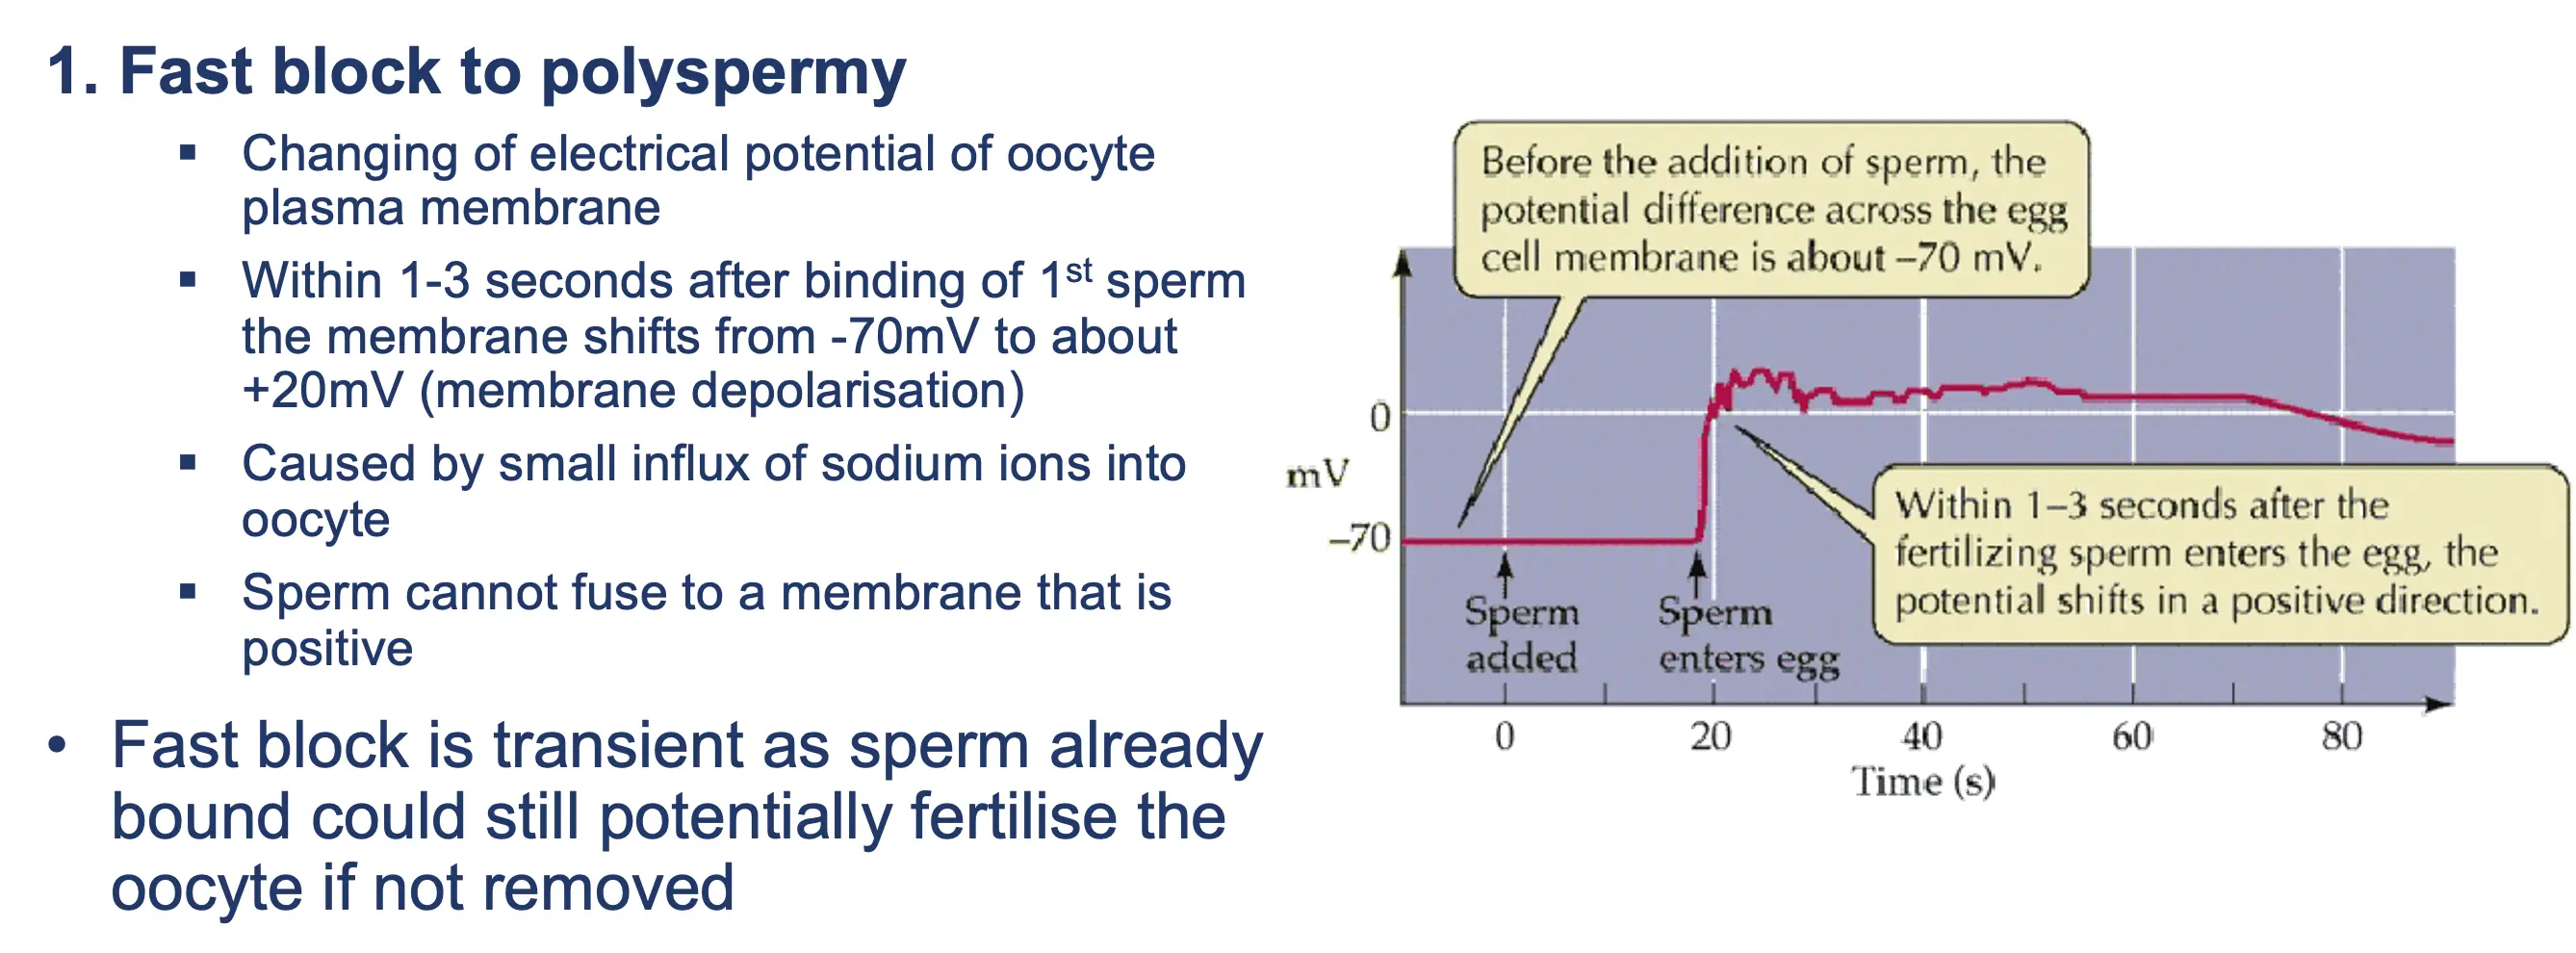 1. Fast block to polyspermy
▪ Changing of electrical potential of oocyte
plasma membrane
▪ Within 1-3 seconds after binding of 1st sperm
the membrane shifts from -70mV to about
+20mV (membrane depolarisation)
▪ Caused by small influx of sodium ions into
oocyte
▪ Sperm cannot fuse to a membrane that is
positive
• Fast block is transient as sperm already
bound could still potentially fertilise the
oocyte if not removed
Before the addition of sperm, the
potential difference across the egg
cell membrane is about –70 mV.
0
mV
–70
Within 1–3 seconds after the
fertilizing sperm enters the egg, the
potential shifts in a positive direction.
Sperm
added
Sperm
enters egg
0 20 40 60 80
Time (s)